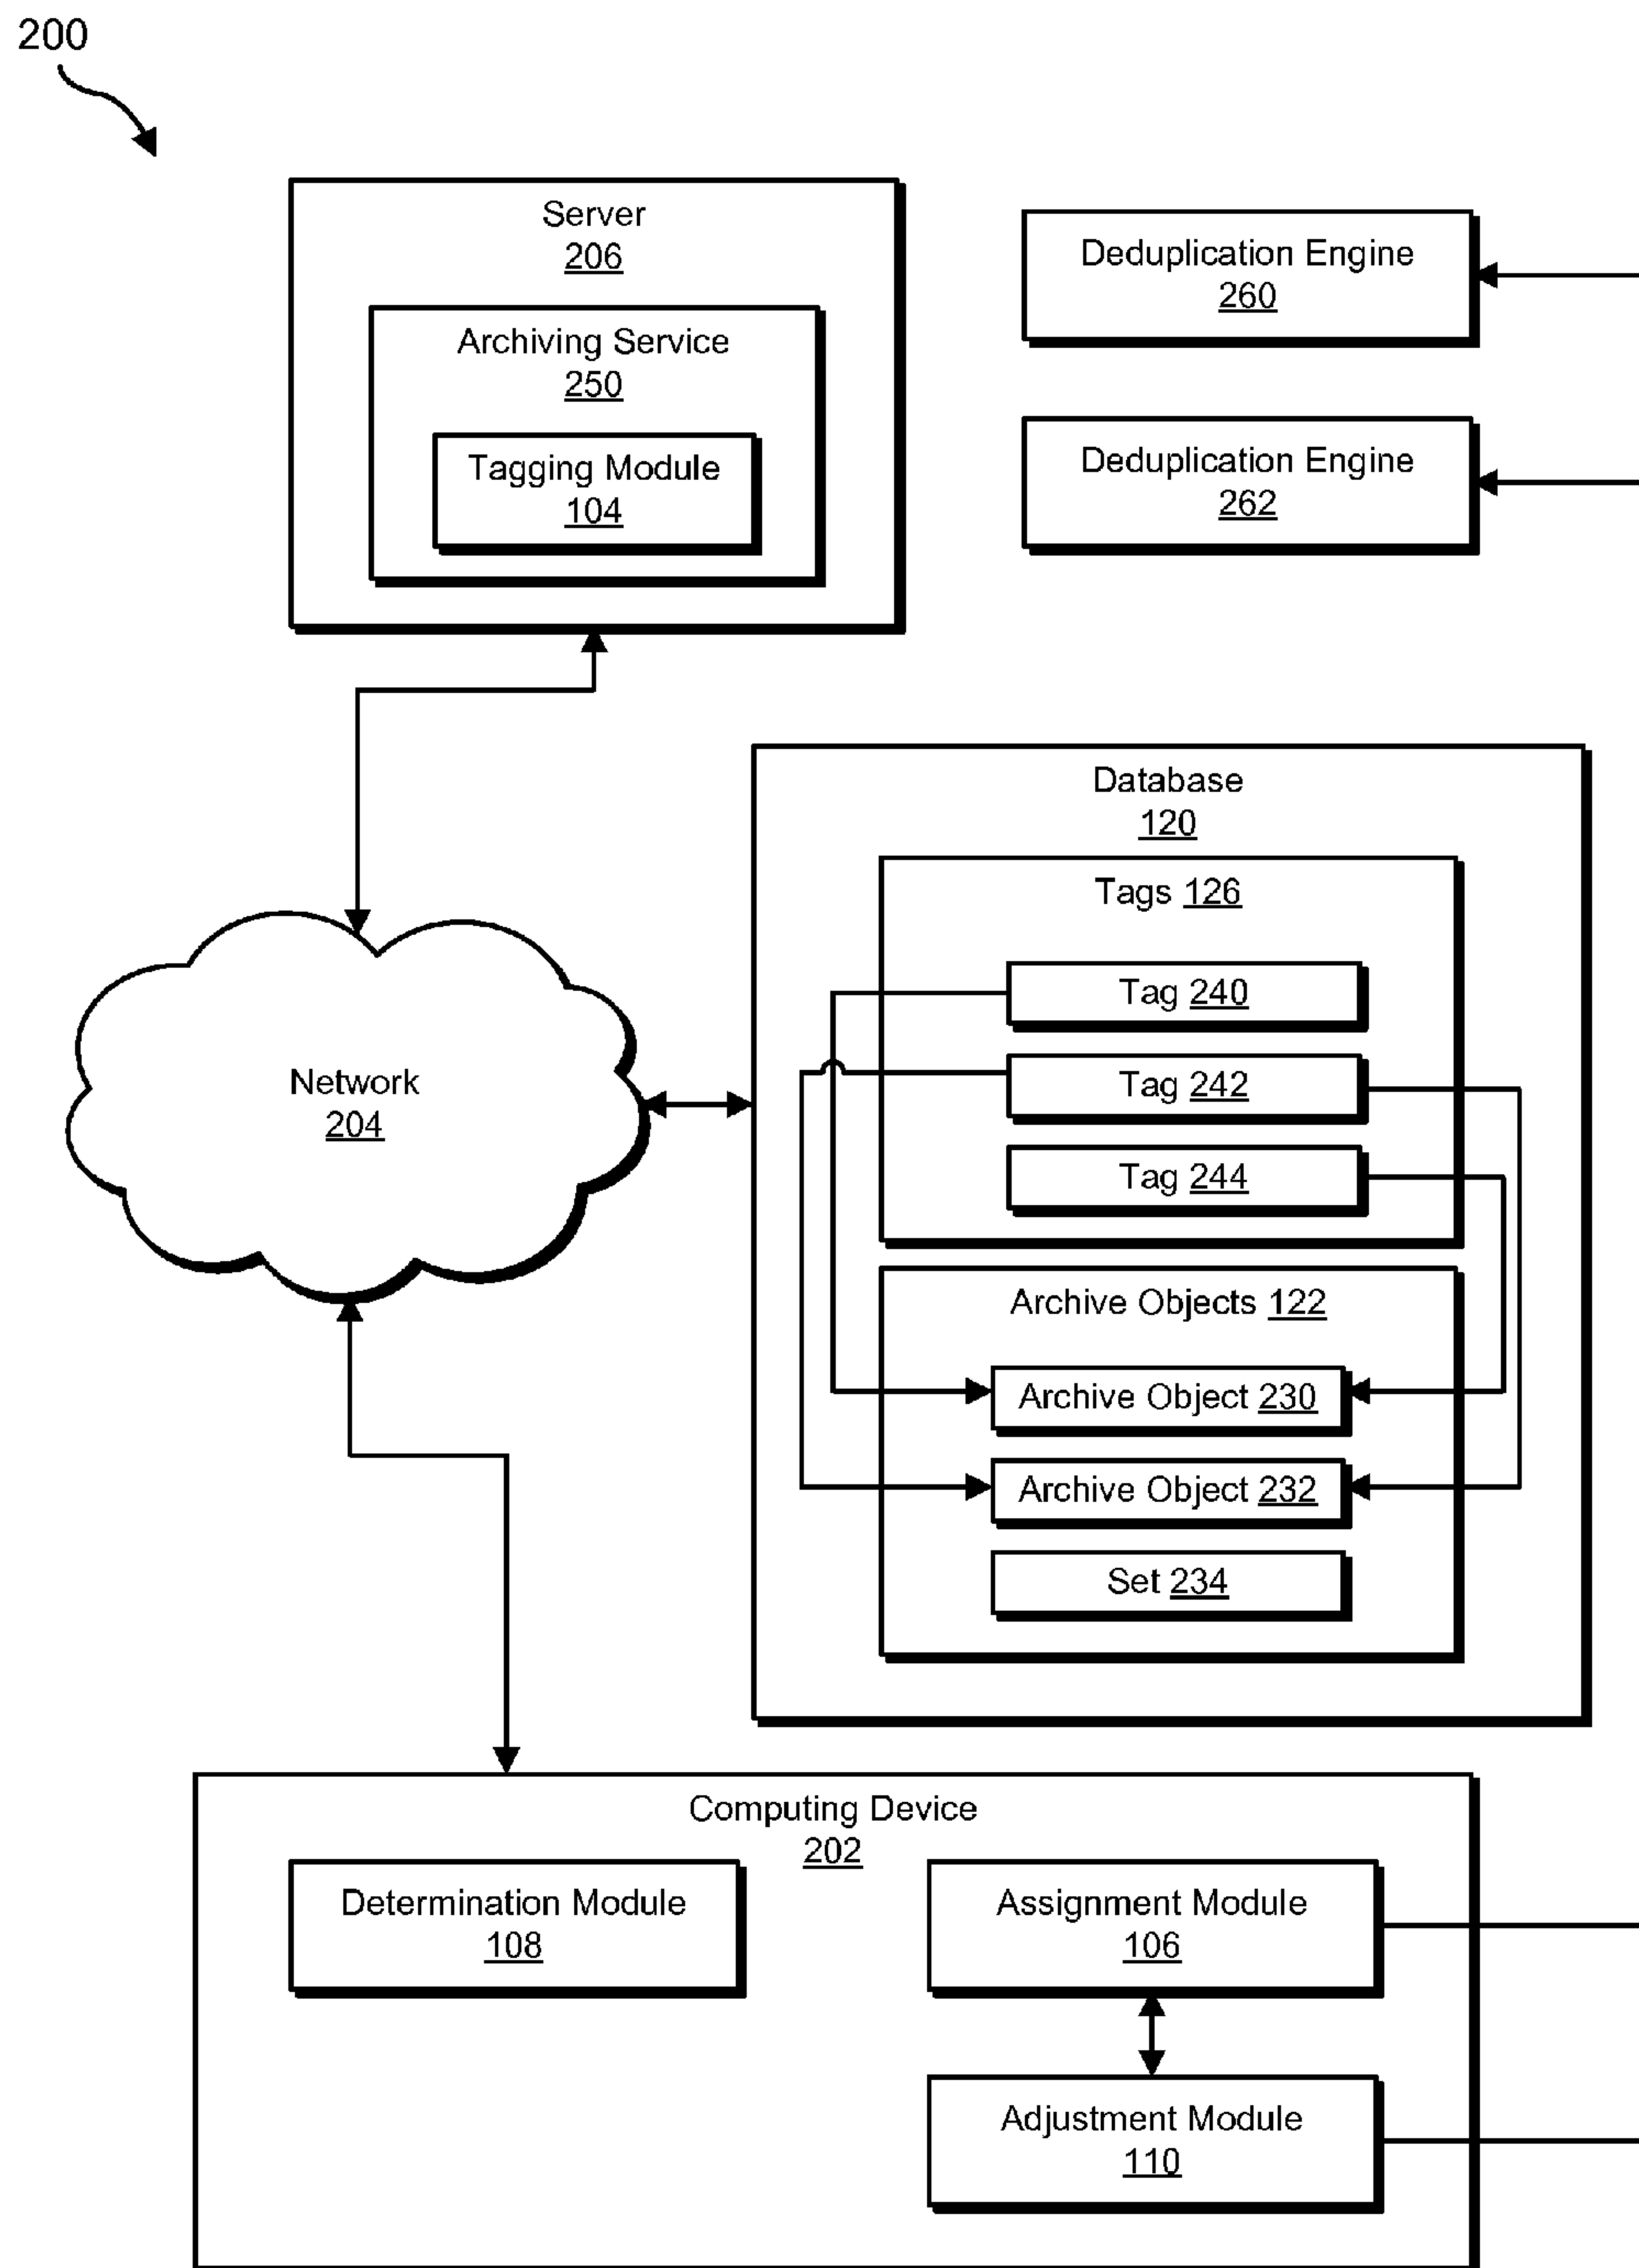 200
Server
206
Archiving Service
250
Tagging Module
104
Deduplication Engine
260
Deduplication Engine
262
Database
120
Tags 126
Tag 240
Tag 242
Tag 244
Network
204
Archive Objects 122
Archive Object 230
Archive Object 232
Set 234
Computing Device
202
Determination Module
108
Assignment Module
106
Adjustment Module
110